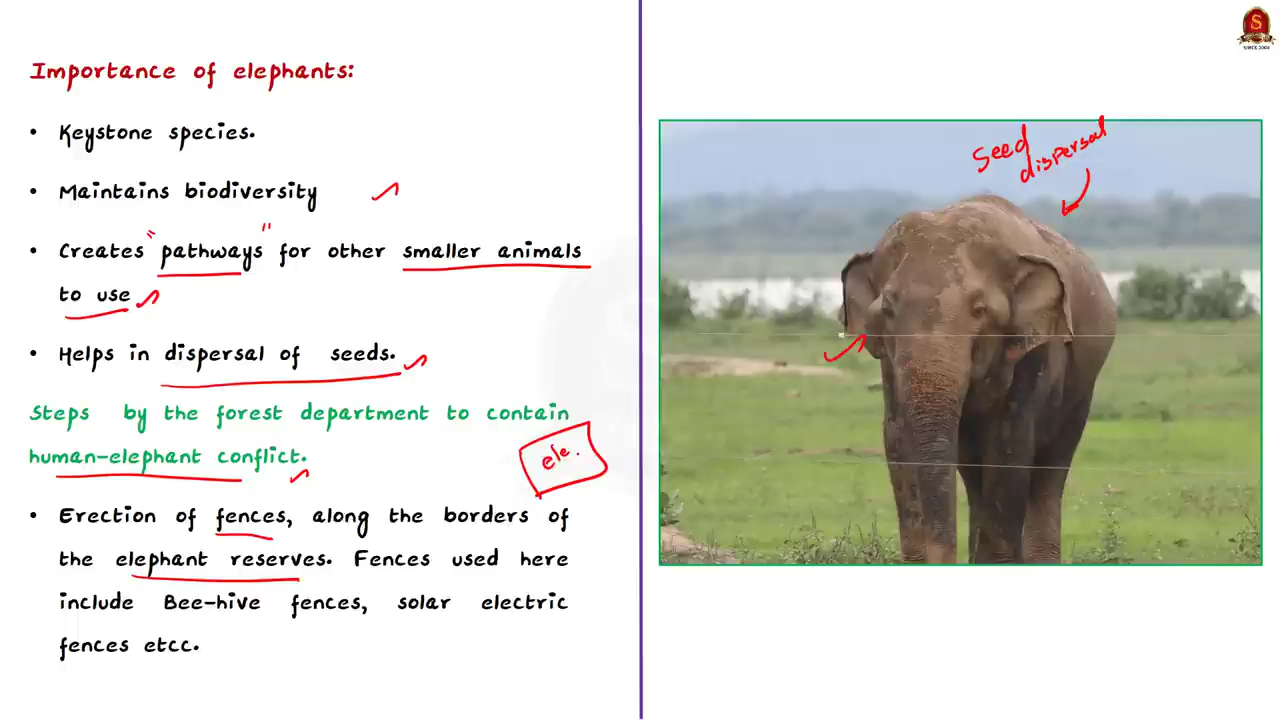 Importance of elephants:
• Keystone species.
• Maintains biodiversity
• Creates "pathways" for other smaller animals
to use
• Helps in dispersal of seeds.
Steps by the forest department to contain
human-elephant conflict.
ele.
• Erection of fences, along the borders of
the elephant reserves. Fences used here
include Bee-hive fences, solar electric
fences etcc.
S
SINCE 2004
Seed
dispersal